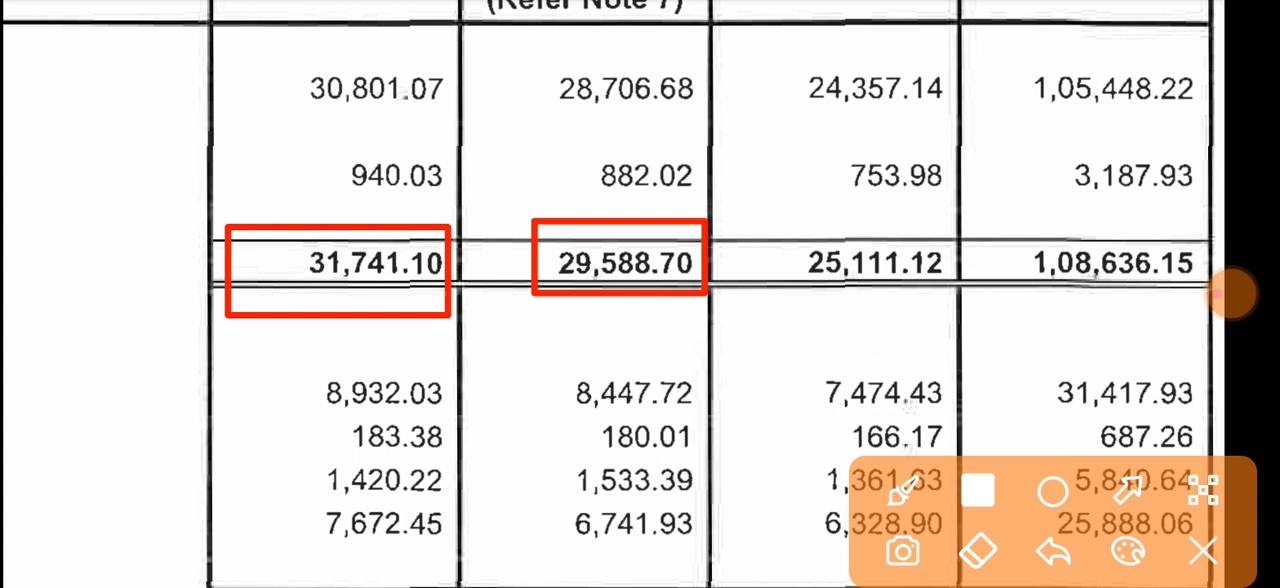 (Refer Note 7)
30,801.07 28,706.68 24,357.14 1,05,448.22
940.03 882.02 753.98 3,187.93
31,741.10 29,588.70 25,111.12 1,08,636.15
8,932.03 8,447.72 7,474.43 31,417.93
183.38 180.01 166.17 687.26
1,420.22 1,533.39
7,672.45 6,741.93 6,328.90 25,888.06